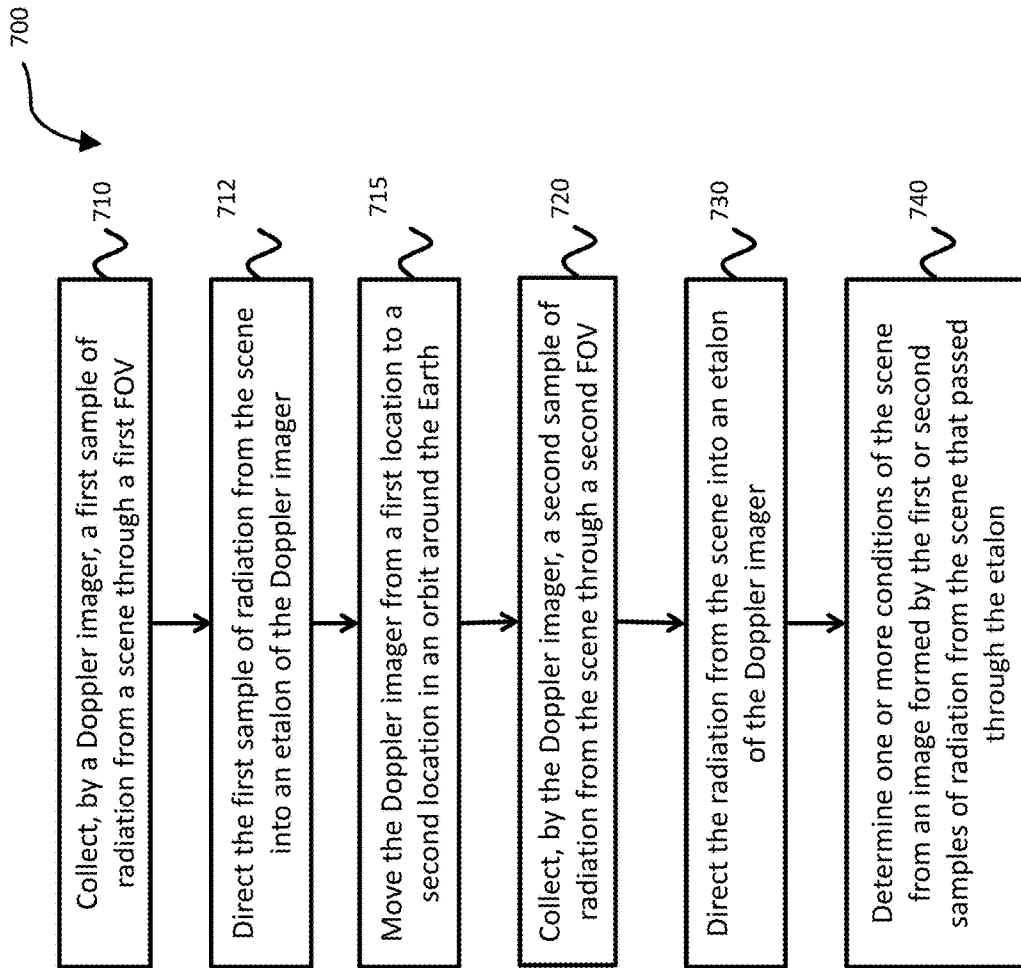 700
710
Collect, by a Doppler imager, a first sample of
radiation from a scene through a first FOV
712
Direct the first sample of radiation from the scene
into an etalon of the Doppler imager
715
Move the Doppler imager from a first location to a
second location in an orbit around the Earth
720
Collect, by the Doppler imager, a second sample of
radiation from the scene through a second FOV
730
Direct the radiation from the scene into an etalon
of the Doppler imager
740
Determine one or more conditions of the scene
from an image formed by the first or second
samples of radiation from the scene that passed
through the etalon